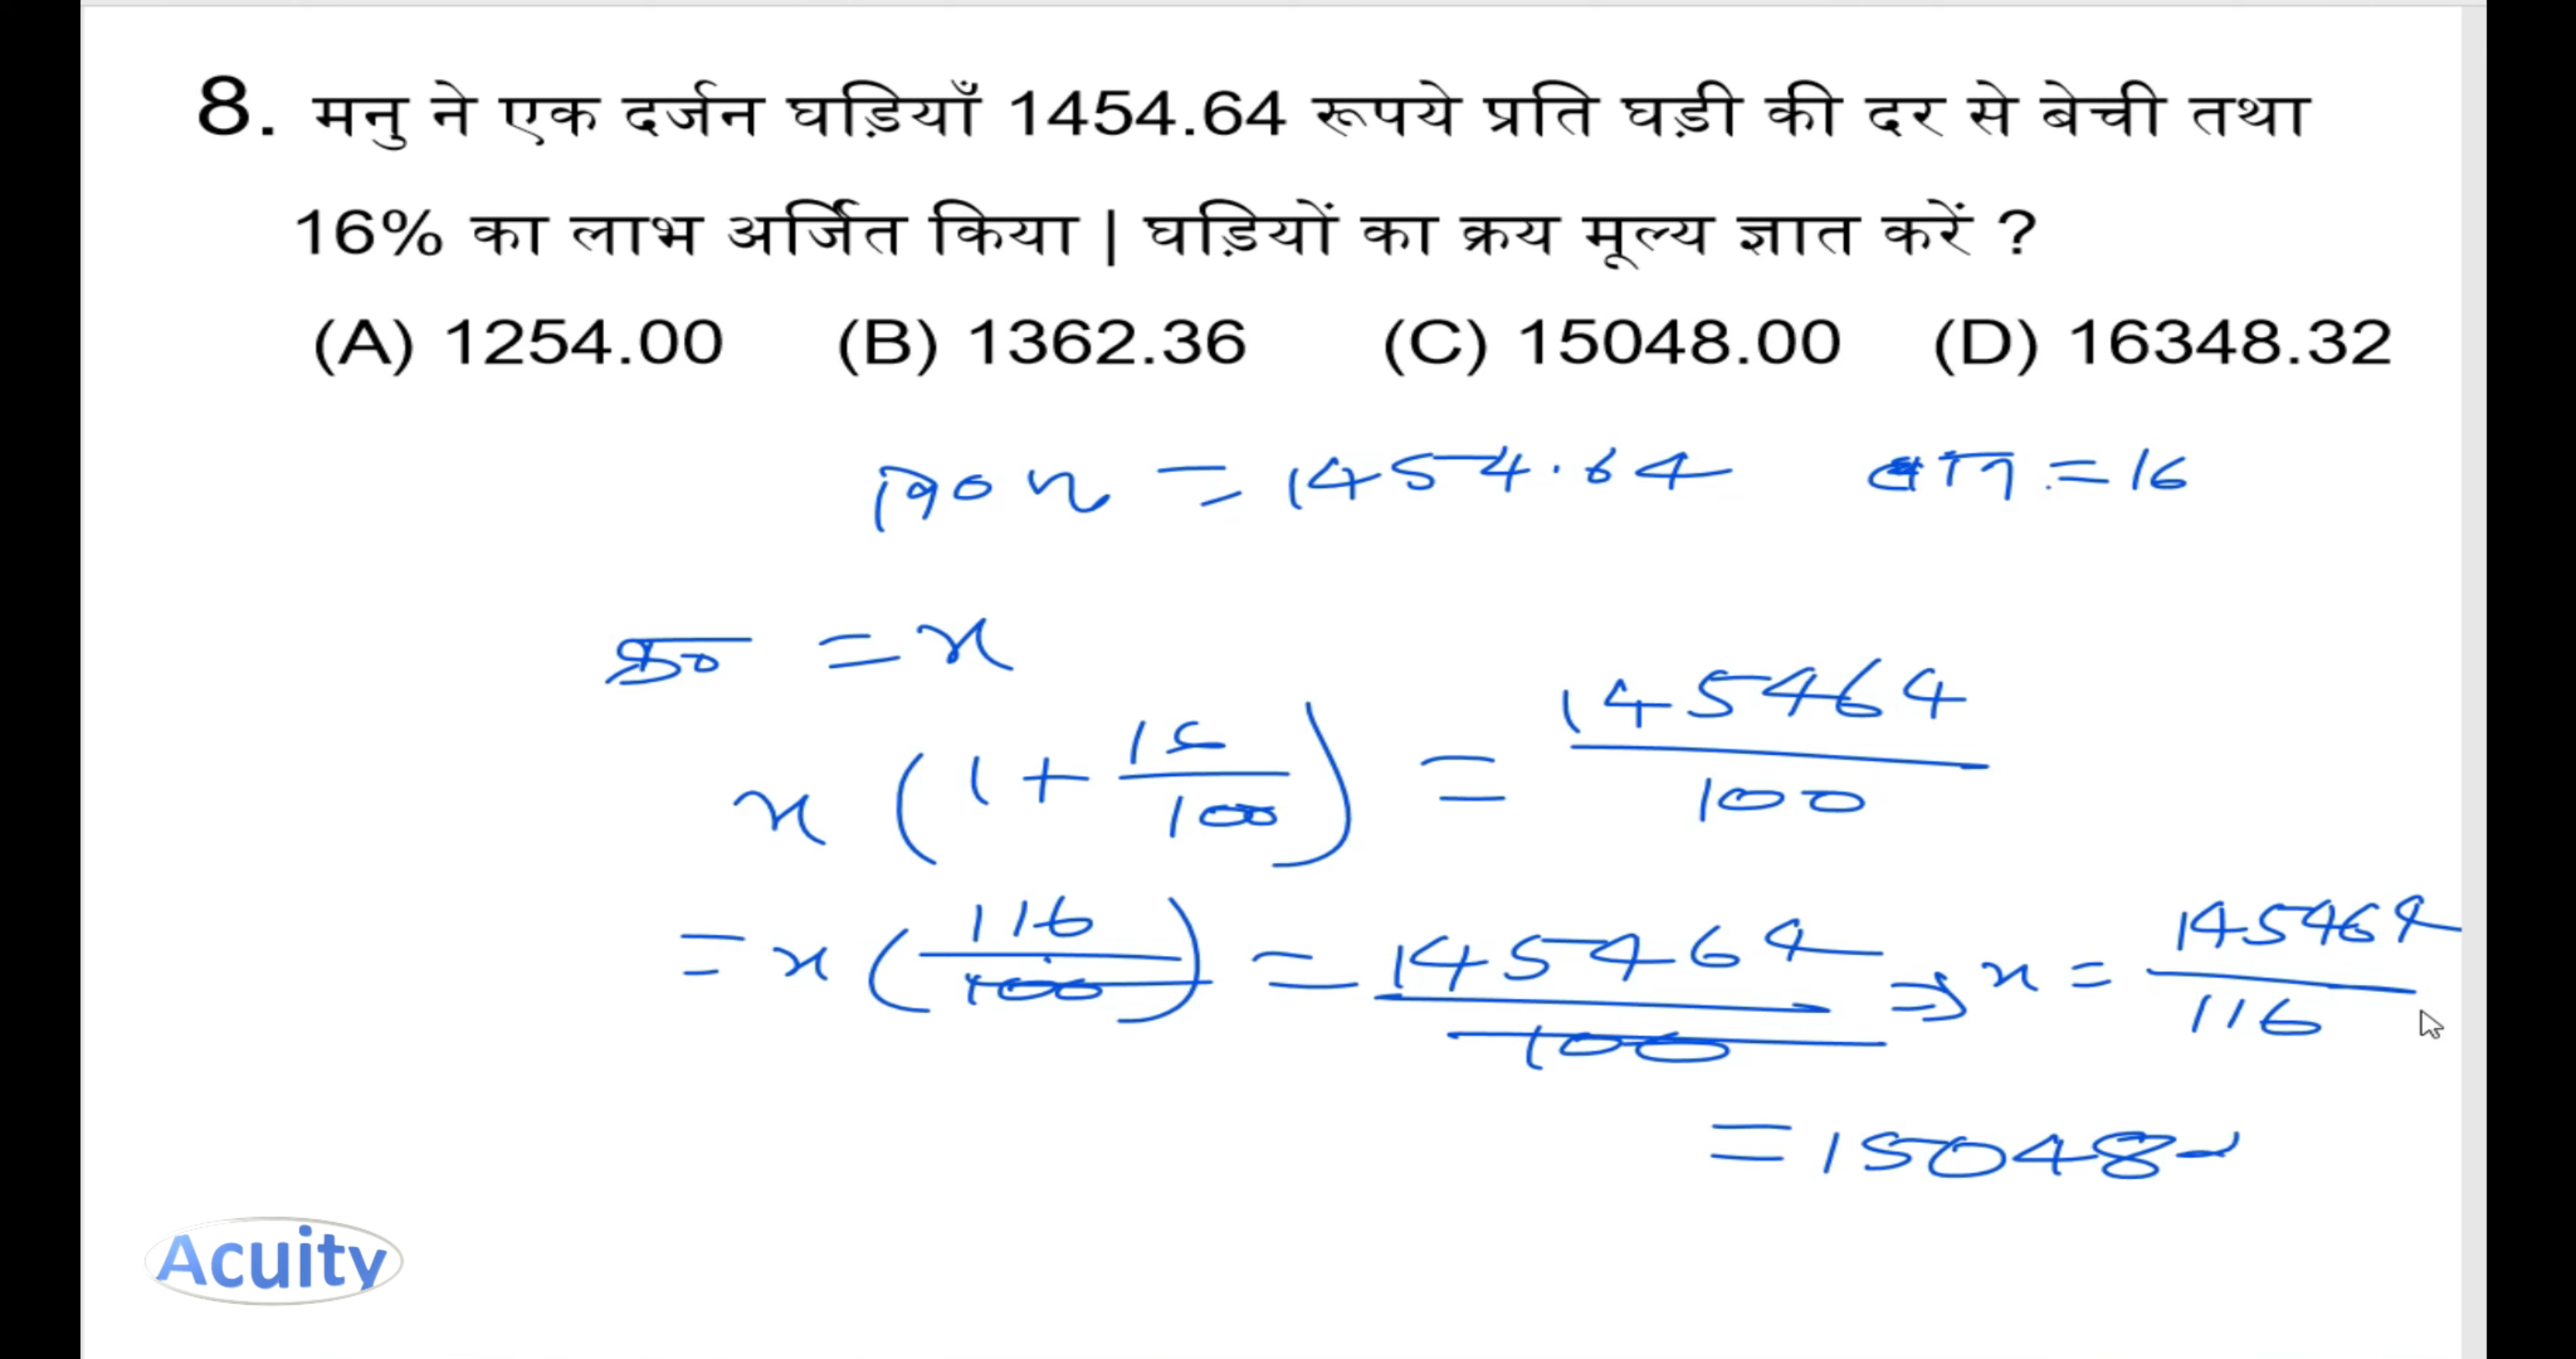 8. मनु ने एक दर्जन घड़ियाँ 1454.64 रूपये प्रति घड़ी की दर से बेची तथा
16% का लाभ अर्जित किया | घड़ियों का क्रय मूल्य ज्ञात करें ?
(A) 1254.00 (B) 1362.36 (C) 15048.00 (D) 16348.32
= 1454.64 = 16
= x
x (1 + 16/100) = 145464/100
= x (116/100) = 145464/100 ⇒ x = 145464/116
= 15048
Acuity